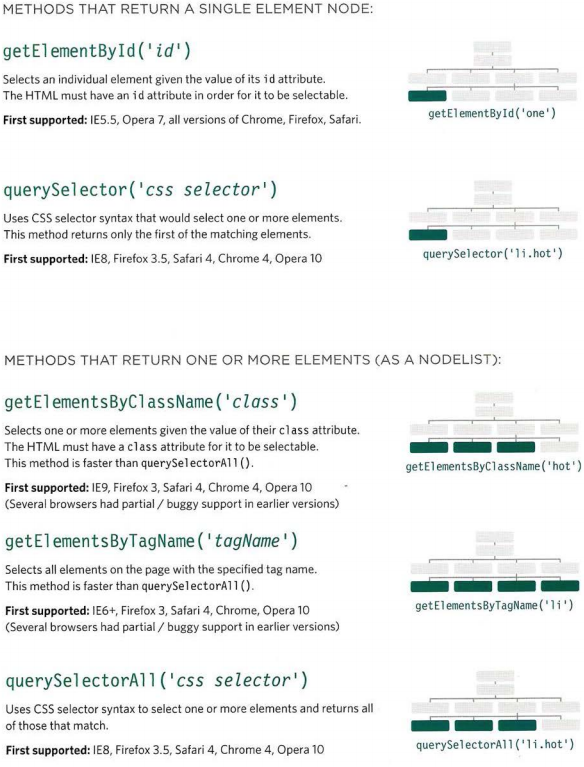 METHODS THAT RETURN A SINGLE ELEMENT NODE:
getElementById('id')
Selects an individual element given the value of its id attribute.
The HTML must have an id attribute in order for it to be selectable.
First supported: IE5.5, Opera 7, all versions of Chrome, Firefox, Safari.
getElementById('one')
querySelector('css selector')
Uses CSS selector syntax that would select one or more elements.
This method returns only the first of the matching elements.
First supported: IE8, Firefox 3.5, Safari 4, Chrome 4, Opera 10
querySelector('li.hot')
METHODS THAT RETURN ONE OR MORE ELEMENTS (AS A NODELIST):
getElementsByClassName('class')
Selects one or more elements given the value of their class attribute.
The HTML must have a class attribute for it to be selectable.
This method is faster than querySelectorAll().
First supported: IE9, Firefox 3, Safari 4, Chrome 4, Opera 10
(Several browsers had partial / buggy support in earlier versions)
getElementsByClassName('hot')
getElementsByTagName('tagName')
Selects all elements on the page with the specified tag name.
This method is faster than querySelectorAll().
First supported: IE6+, Firefox 3, Safari 4, Chrome, Opera 10
(Several browsers had partial / buggy support in earlier versions)
getElementsByTagName('li')
querySelectorAll('css selector')
Uses CSS selector syntax to select one or more elements and returns all
of those that match.
First supported: IE8, Firefox 3.5, Safari 4, Chrome 4, Opera 10
querySelectorAll('li.hot')